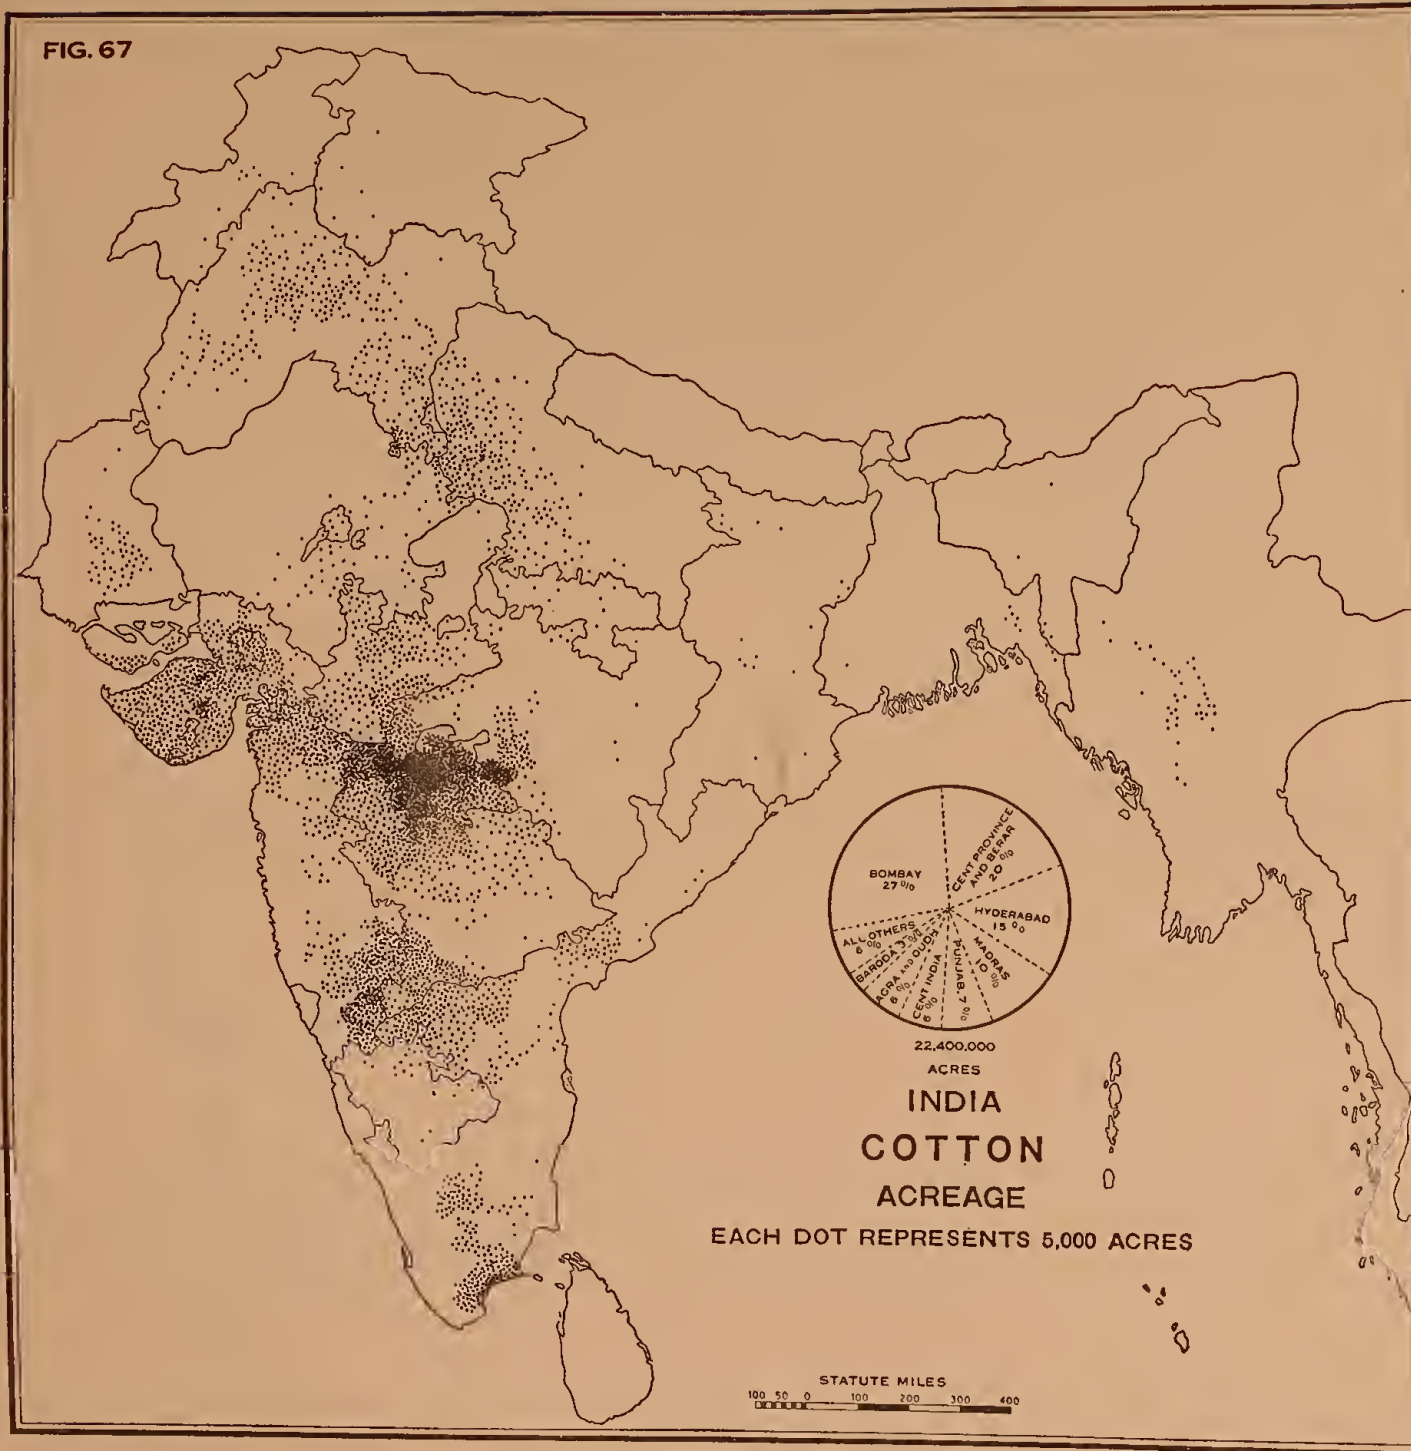 FIG. 67
BOMBAY
27 %
CENT PROVINCE
AND BERAR
20 %
HYDERABAD
15 %
MADRAS
10 %
PUNJAB. 7
%
CENT INDIA
6 %
AGRA AND OUDH
6 %
BARODA 3 %
ALL OTHERS
6 %
22,400,000
ACRES
INDIA
COTTON
ACREAGE
EACH DOT REPRESENTS 5,000 ACRES
STATUTE MILES
100 50 0 100 200 300 400